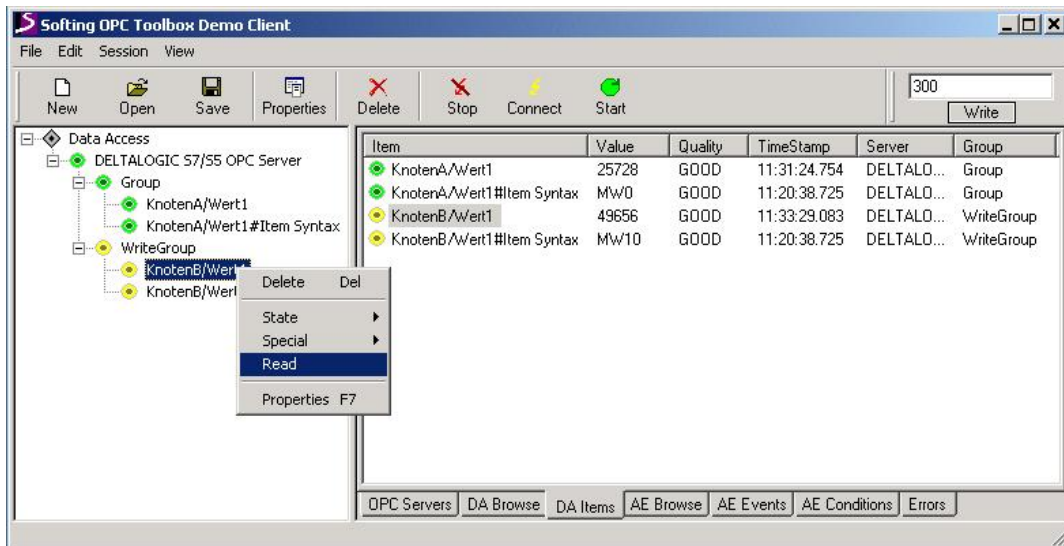 Softing OPC Toolbox Demo Client
File Edit Session View
New Open Save Properties Delete Stop Connect Start
300
Write
Data Access
DELTALOGIC S7/S5 OPC Server
Group
KnotenA/Wert1
KnotenA/Wert1#Item Syntax
WriteGroup
KnotenB/Wert1
KnotenB/Wer
Delete Del
State
Special
Read
Properties F7
Item Value Quality TimeStamp Server Group
KnotenA/Wert1 25728 GOOD 11:31:24.754 DELTALO... Group
KnotenA/Wert1#Item Syntax MW0 GOOD 11:20:38.725 DELTALO... Group
KnotenB/Wert1 49656 GOOD 11:33:29.083 DELTALO... WriteGroup
KnotenB/Wert1#Item Syntax MW10 GOOD 11:20:38.725 DELTALO... WriteGroup
OPC Servers DA Browse DA Items AE Browse AE Events AE Conditions Errors